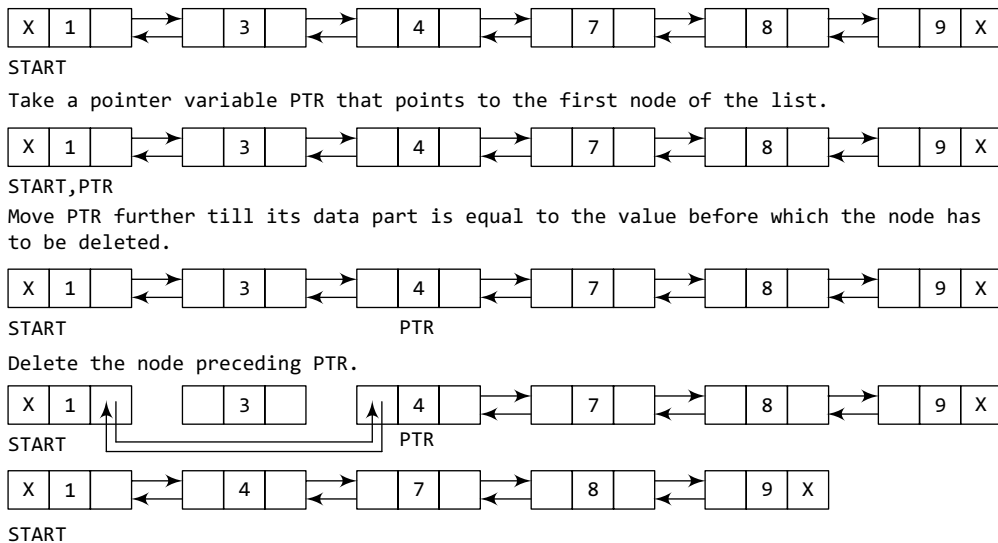 X 1 3 4 7 8 9 X
START
Take a pointer variable PTR that points to the first node of the list.
X 1 3 4 7 8 9 X
START,PTR
Move PTR further till its data part is equal to the value before which the node has
to be deleted.
X 1 3 4 7 8 9 X
START PTR
Delete the node preceding PTR.
X 1 3 4 7 8 9 X
START PTR
X 1 4 7 8 9 X
START